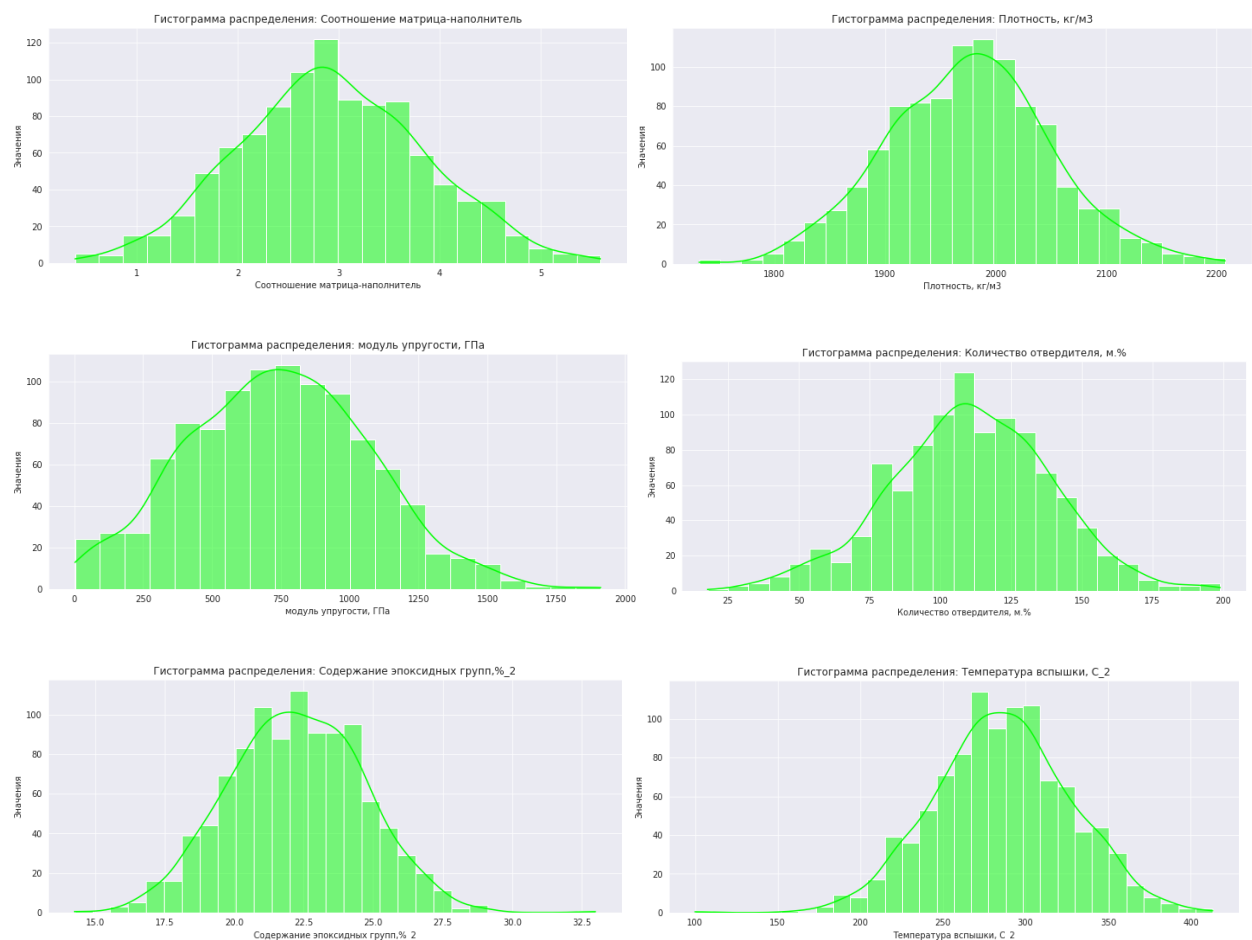 Гистограмма распределения: Соотношение матрица-наполнитель
120
100
80
60
40
20
0
Значения
1 2 3 4 5
Соотношение матрица-наполнитель
Гистограмма распределения: Плотность, кг/м3
100
80
60
40
20
0
Значения
1800 1900 2000 2100 2200
Плотность, кг/м3
Гистограмма распределения: модуль упругости, ГПа
100
80
60
40
20
0
Значения
0 250 500 750 1000 1250 1500 1750 2000
модуль упругости, ГПа
Гистограмма распределения: Количество отвердителя, м.%
120
100
80
60
40
20
0
Значения
25 50 75 100 125 150 175 200
Количество отвердителя, м.%
Гистограмма распределения: Содержание эпоксидных групп,%_2
100
80
60
40
20
0
Значения
15.0 17.5 20.0 22.5 25.0 27.5 30.0 32.5
Содержание эпоксидных групп,%_2
Гистограмма распределения: Температура вспышки, С_2
100
80
60
40
20
0
Значения
100 150 200 250 300 350 400
Температура вспышки, С_2